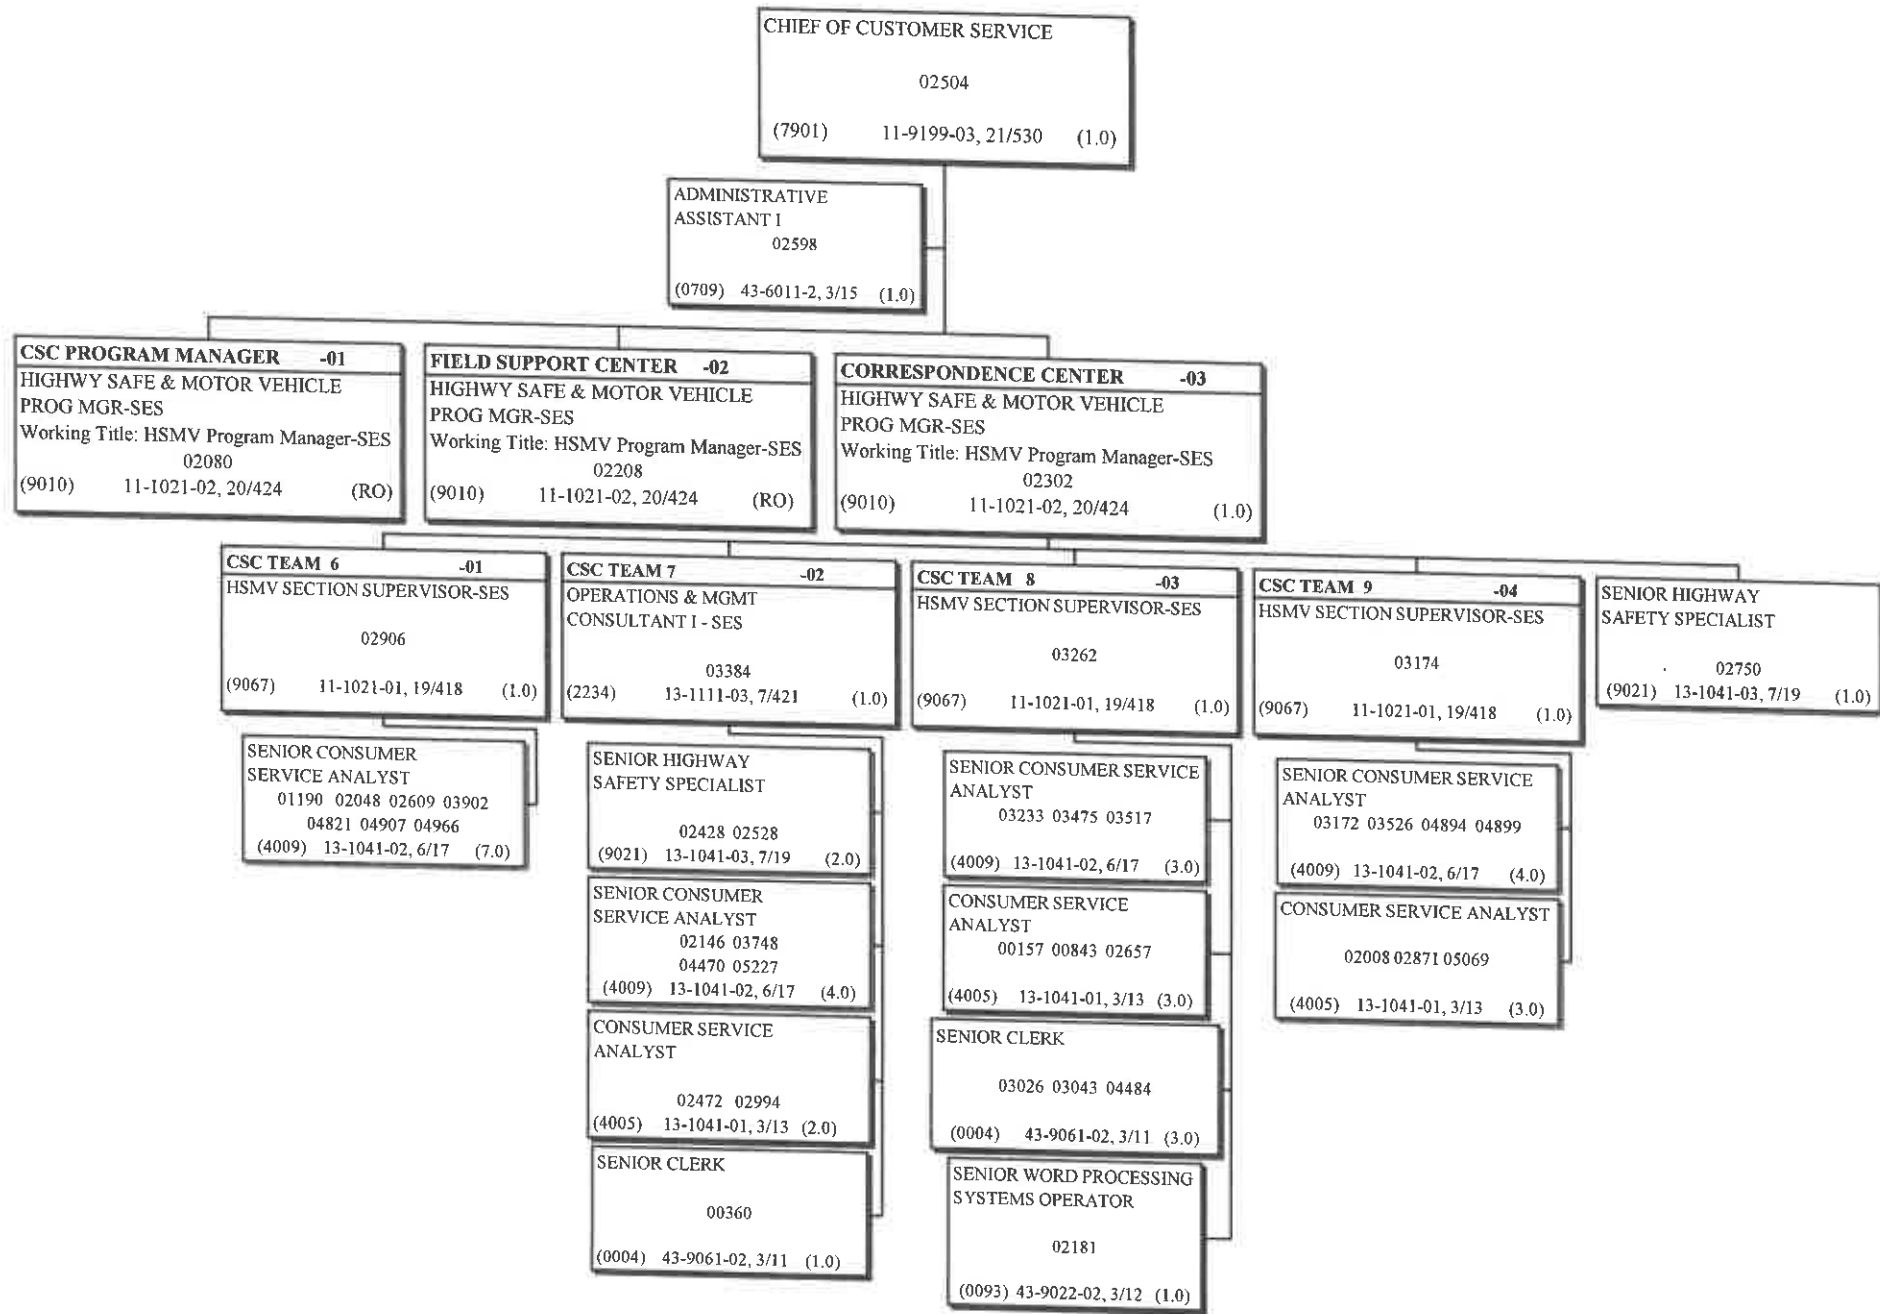 CHIEF OF CUSTOMER SERVICE
02504
(7901) 11-9199-03, 21/530 (1.0)
ADMINISTRATIVE
ASSISTANT I
02598
(0709) 43-6011-2, 3/15 (1.0)
CSC PROGRAM MANAGER -01
HIGHWY SAFE & MOTOR VEHICLE
PROG MGR-SES
Working Title: HSMV Program Manager-SES
02080
(9010) 11-1021-02, 20/424 (RO)
FIELD SUPPORT CENTER -02
HIGHWY SAFE & MOTOR VEHICLE
PROG MGR-SES
Working Title: HSMV Program Manager-SES
02208
(9010) 11-1021-02, 20/424 (RO)
CORRESPONDENCE CENTER -03
HIGHWY SAFE & MOTOR VEHICLE
PROG MGR-SES
Working Title: HSMV Program Manager-SES
02302
(9010) 11-1021-02, 20/424 (1.0)
CSC TEAM 6 -01
HSMV SECTION SUPERVISOR-SES
02906
(9067) 11-1021-01, 19/418 (1.0)
CSC TEAM 7 -02
OPERATIONS & MGMT
CONSULTANT I - SES
03384
(2234) 13-1111-03, 7/421 (1.0)
CSC TEAM 8 -03
HSMV SECTION SUPERVISOR-SES
03262
(9067) 11-1021-01, 19/418 (1.0)
CSC TEAM 9 -04
HSMV SECTION SUPERVISOR-SES
03174
(9067) 11-1021-01, 19/418 (1.0)
SENIOR HIGHWAY
SAFETY SPECIALIST
02750
(9021) 13-1041-03, 7/19 (1.0)
SENIOR CONSUMER
SERVICE ANALYST
01190 02048 02609 03902
04821 04907 04966
(4009) 13-1041-02, 6/17 (7.0)
SENIOR HIGHWAY
SAFETY SPECIALIST
02428 02528
(9021) 13-1041-03, 7/19 (2.0)
SENIOR CONSUMER
SERVICE ANALYST
02146 03748
04470 05227
(4009) 13-1041-02, 6/17 (4.0)
CONSUMER SERVICE
ANALYST
02472 02994
(4005) 13-1041-01, 3/13 (2.0)
SENIOR CLERK
00360
(0004) 43-9061-02, 3/11 (1.0)
SENIOR CONSUMER SERVICE
ANALYST
03233 03475 03517
(4009) 13-1041-02, 6/17 (3.0)
CONSUMER SERVICE
ANALYST
00157 00843 02657
(4005) 13-1041-01, 3/13 (3.0)
SENIOR CLERK
03026 03043 04484
(0004) 43-9061-02, 3/11 (3.0)
SENIOR WORD PROCESSING
SYSTEMS OPERATOR
02181
(0093) 43-9022-02, 3/12 (1.0)
SENIOR CONSUMER SERVICE
ANALYST
03172 03526 04894 04899
(4009) 13-1041-02, 6/17 (4.0)
CONSUMER SERVICE ANALYST
02008 02871 05069
(4005) 13-1041-01, 3/13 (3.0)